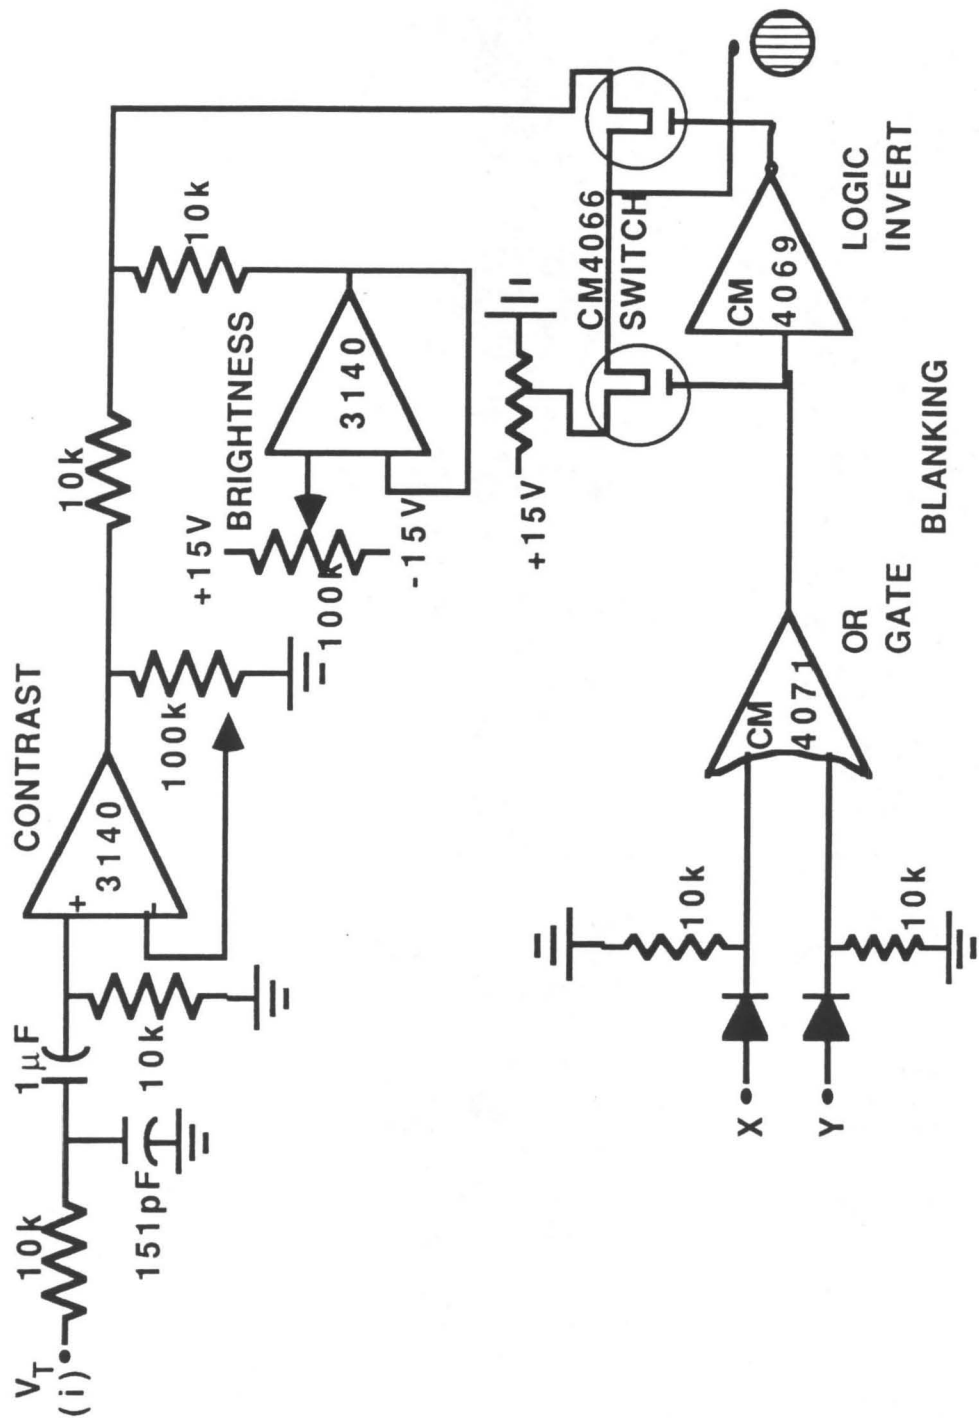 CONTRAST
V_T
(i)
10k
151pF
1µF
10k
+
-
3140
100k
10k
+15V
BRIGHTNESS
100k
-15V
3140
10k
+15V
CM4066
SWITCH
X
Y
10k
10k
CM
4071
OR
GATE
BLANKING
CM
4069
LOGIC
INVERT